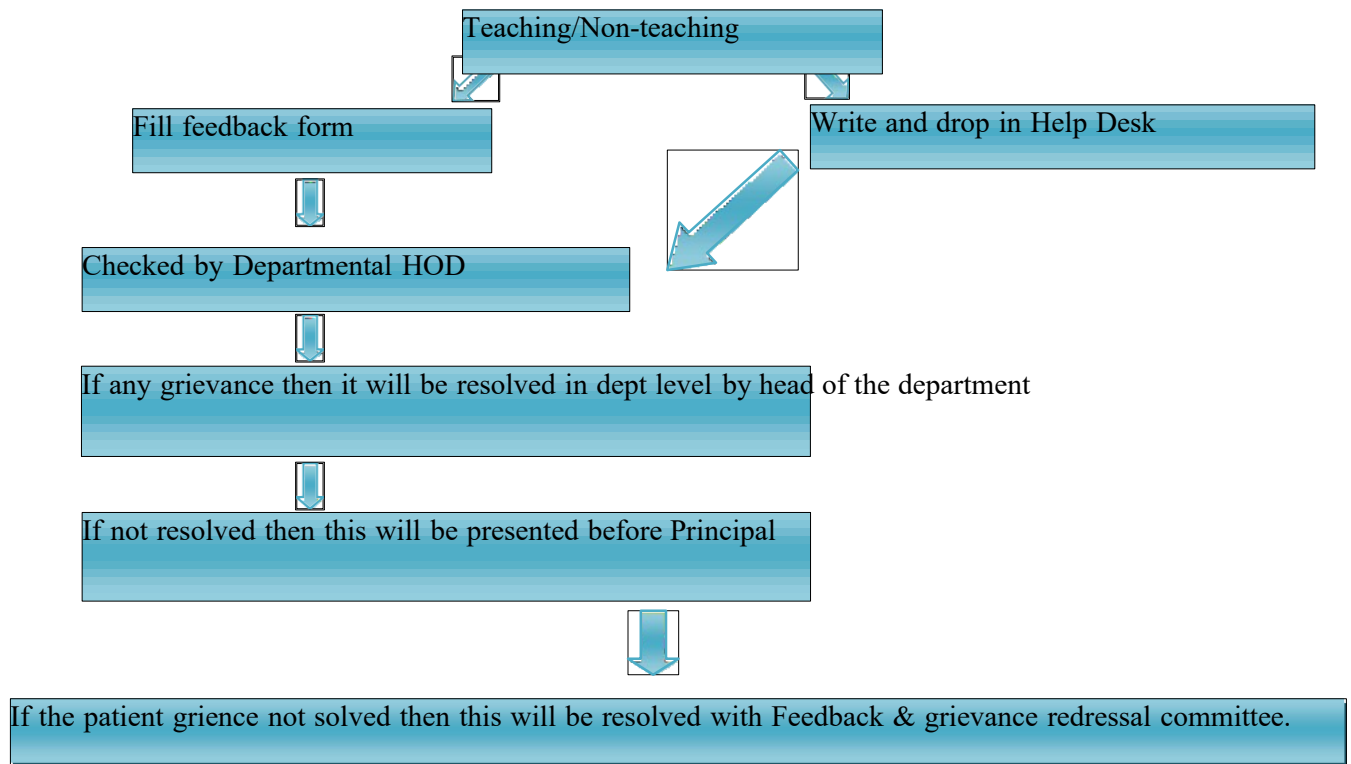 Teaching/Non-teaching
Fill feedback form
Write and drop in Help Desk
Checked by Departmental HOD
If any grievance then it will be resolved in dept level by head of the department
If not resolved then this will be presented before Principal
If the patient grience not solved then this will be resolved with Feedback & grievance redressal committee.